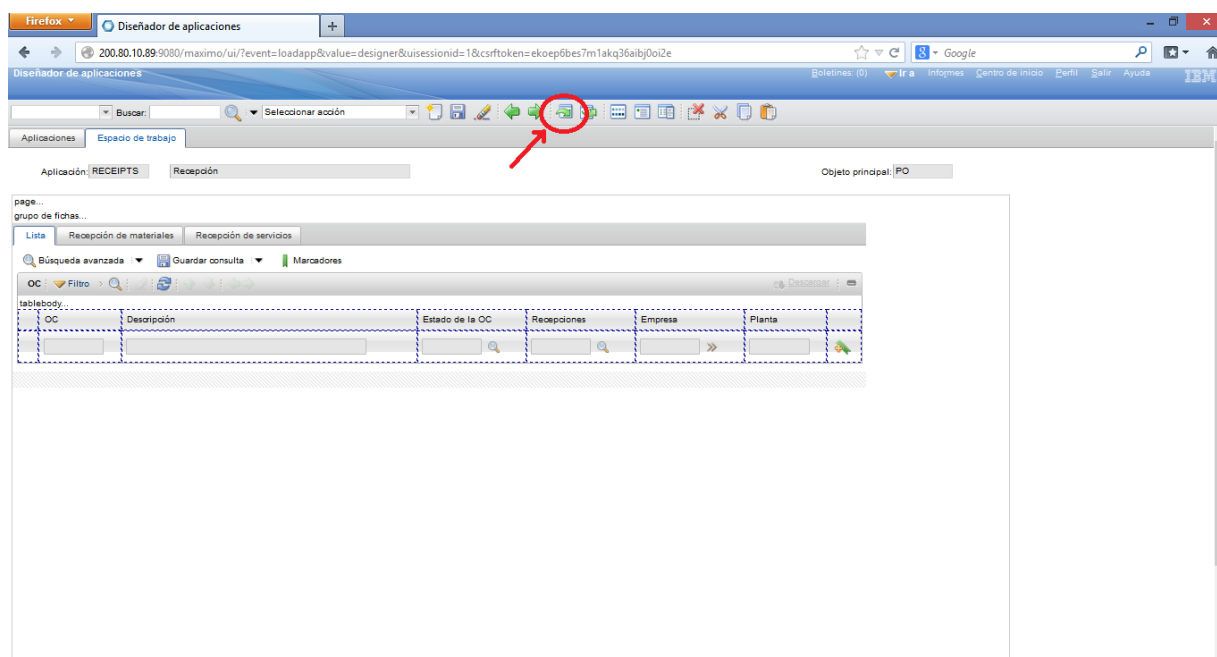 Firefox
Diseñador de aplicaciones
200.80.10.89:9080/maximo/ui/?event=loadapp&value=designer&uisessionid=1&csrftoken=ekoep6bes7m1akq36aibj0oi2e
Google
Diseñador de aplicaciones Boletines: (0) Ir a Informes Centro de inicio Perfil Salir Ayuda IBM
Buscar: Seleccionar acción
Aplicaciones Espacio de trabajo
Aplicación: RECEIPTS Recepción Objeto principal: PO
page...
grupo de fichas...
Lista Recepción de materiales Recepción de servicios
Búsqueda avanzada Guardar consulta Marcadores
OC Filtro Descargar
tablebody...
OC Descripción Estado de la OC Recepciones Empresa Planta